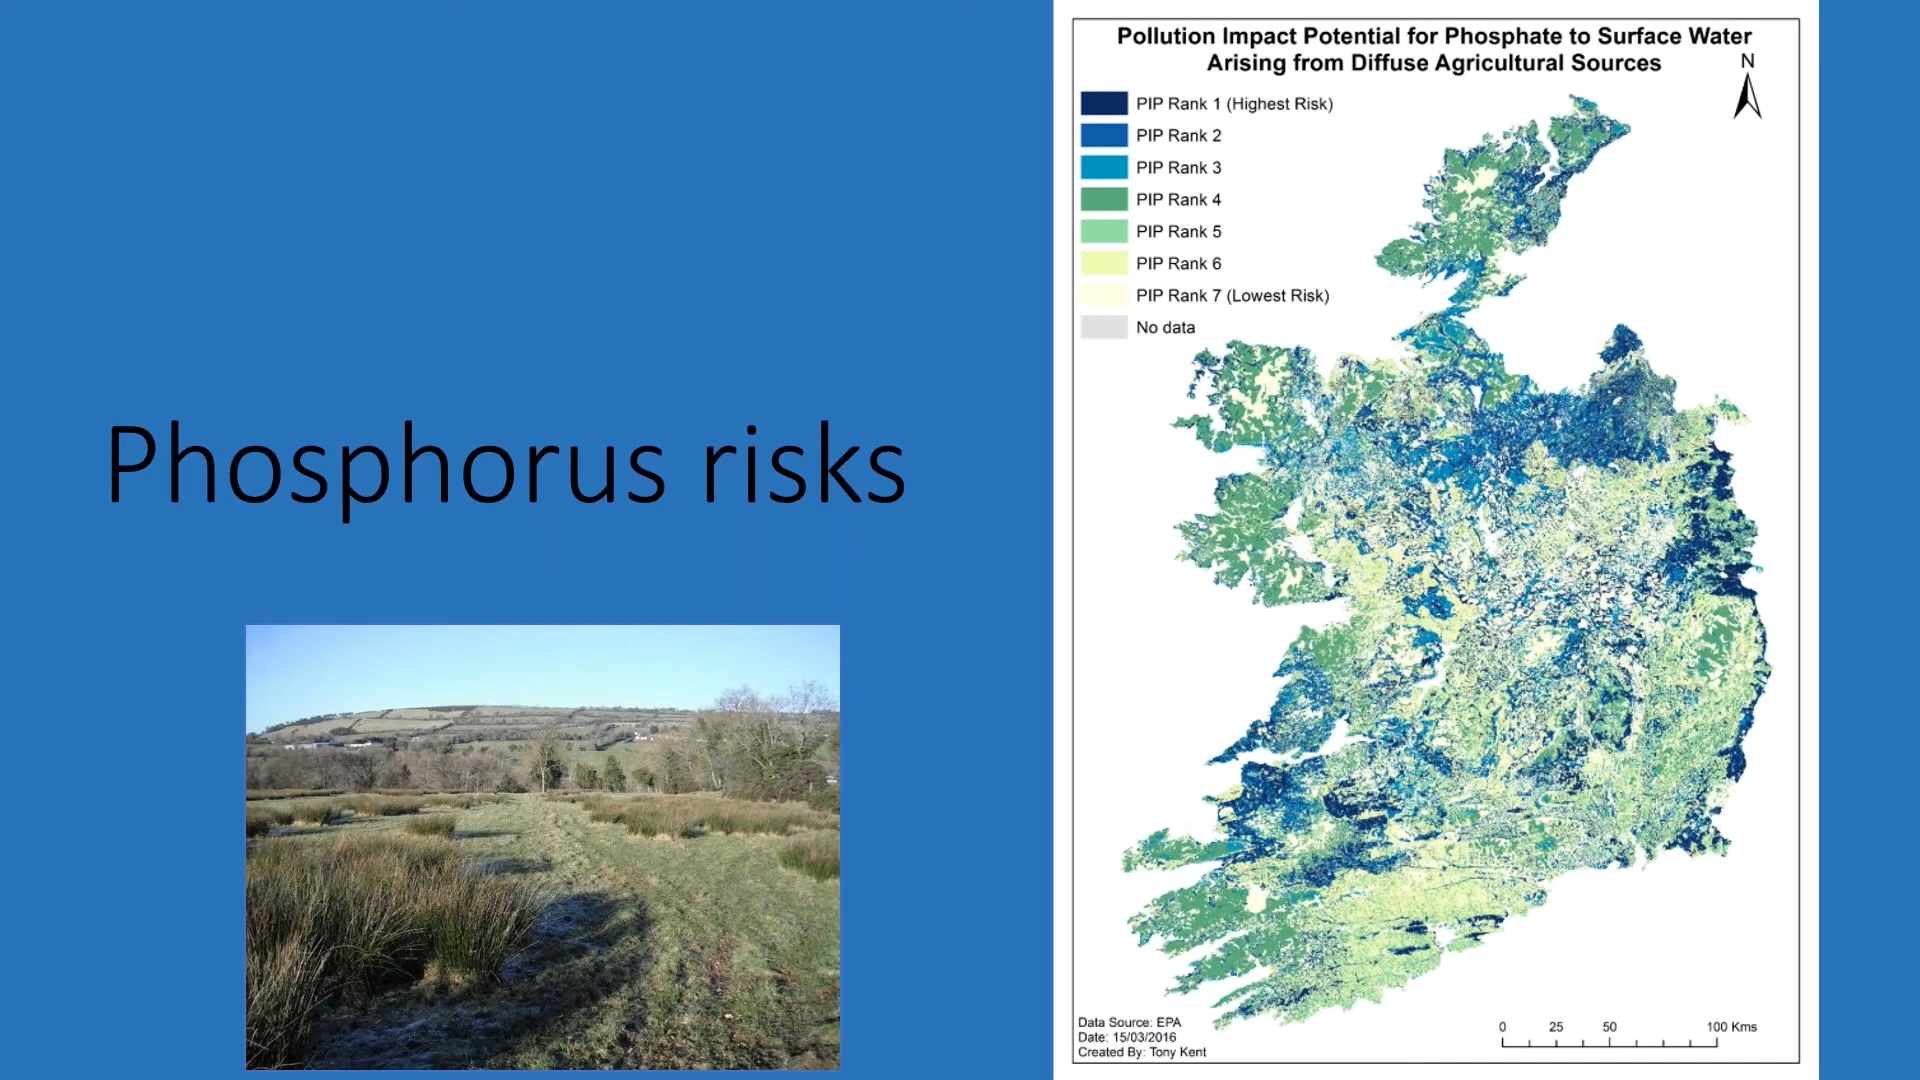 Phosphorus risks
Pollution Impact Potential for Phosphate to Surface Water
Arising from Diffuse Agricultural Sources
N
PIP Rank 1 (Highest Risk)
PIP Rank 2
PIP Rank 3
PIP Rank 4
PIP Rank 5
PIP Rank 6
PIP Rank 7 (Lowest Risk)
No data
Data Source: EPA
Date: 15/03/2016
Created By: Tony Kent
0 25 50 100 Kms